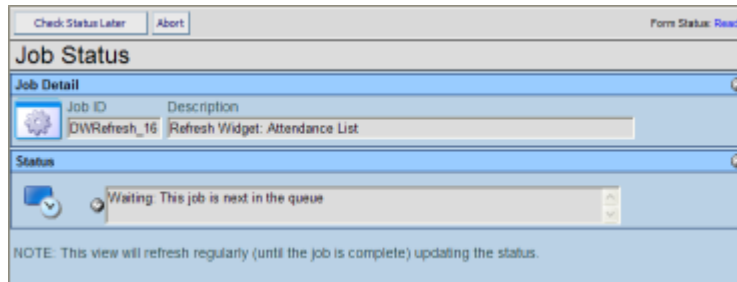 Check Status Later Abort Form Status: Read
Job Status
Job Detail
Job ID Description
DWRefresh_16 Refresh Widget: Attendance List
Status
Waiting: This job is next in the queue
NOTE: This view will refresh regularly (until the job is complete) updating the status.